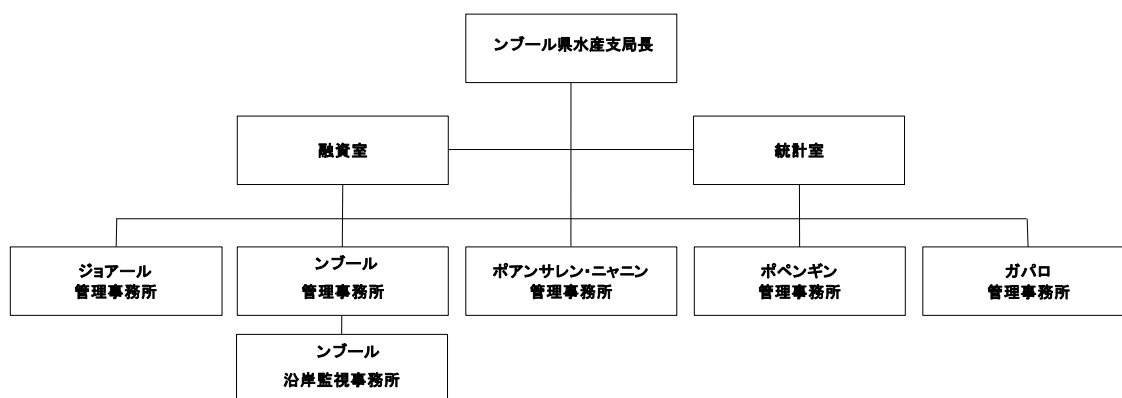 ンブール県水産支局長
融資室
統計室
ジョアール
管理事務所
ンブール
管理事務所
ポアンサレン・ニャニン
管理事務所
ポペンギン
管理事務所
ガパロ
管理事務所
ンブール
沿岸監視事務所